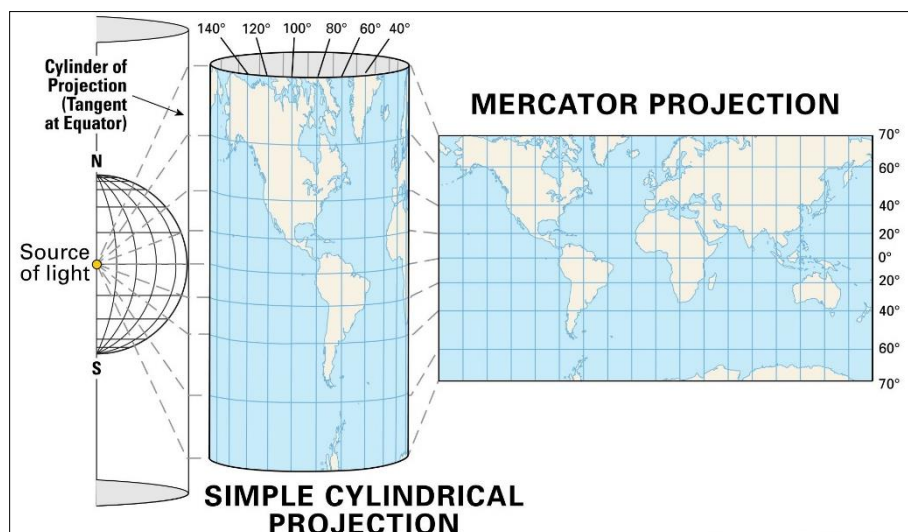 140° 120° 100° 80° 60° 40°
Cylinder of
Projection
(Tangent
at Equator)
N
Source
of light
S
SIMPLE CYLINDRICAL
PROJECTION
MERCATOR PROJECTION
70°
60°
40°
20°
0°
20°
40°
60°
70°